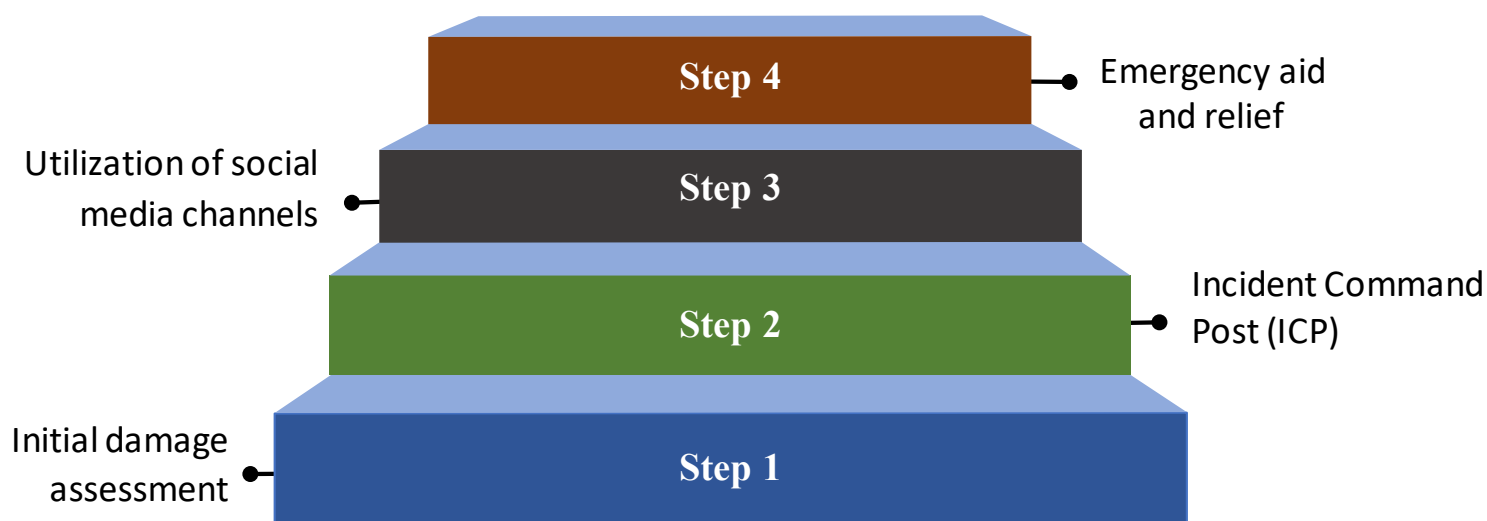 Step 4
Emergency aid
and relief
Utilization of social
media channels
Step 3
Incident Command
Post (ICP)
Step 2
Initial damage
assessment
Step 1